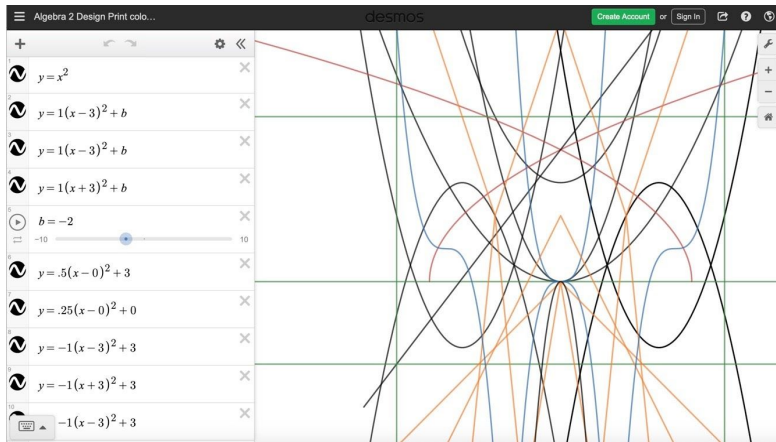 Algebra 2 Design Print colo...
desmos
Create Account or Sign In
1
y = x²
2
y = 1(x − 3)² + b
3
y = 1(x − 3)² + b
4
y = 1(x + 3)² + b
5
b = −2
−10 10
6
y = .5(x − 0)² + 3
7
y = .25(x − 0)² + 0
8
y = −1(x − 3)² + 3
9
y = −1(x + 3)² + 3
10
−1(x − 3)² + 3